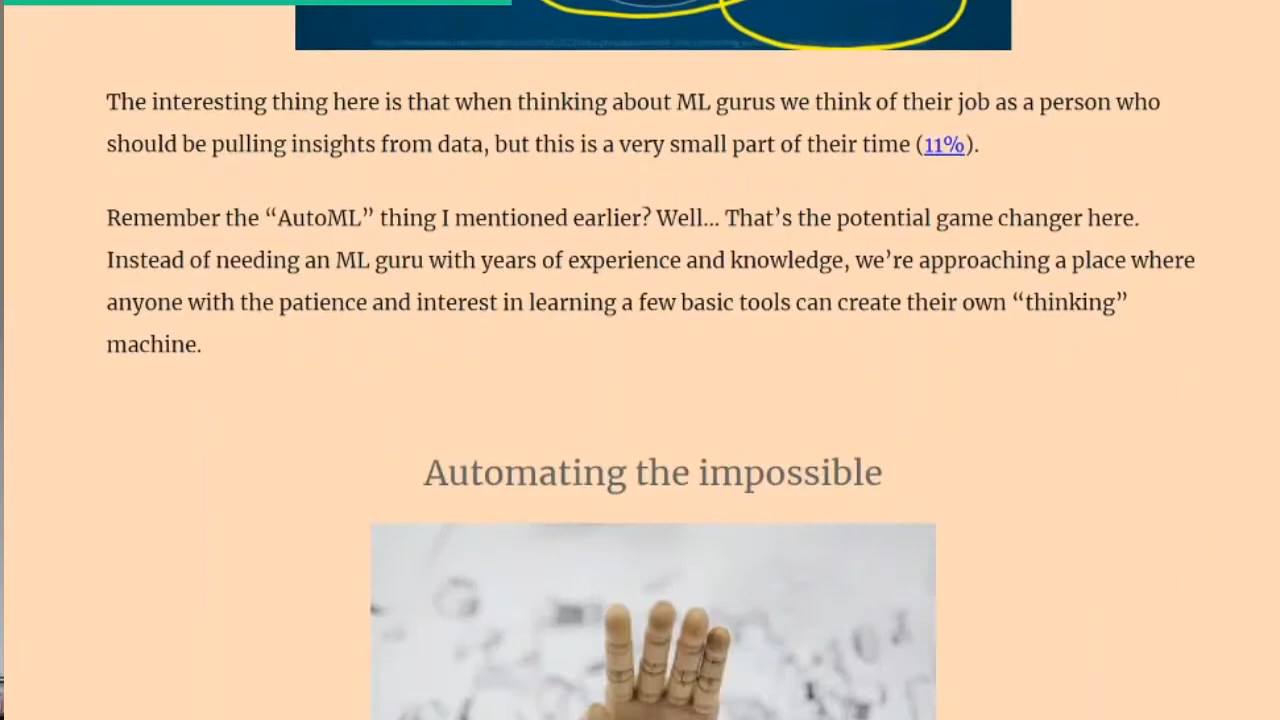 The interesting thing here is that when thinking about ML gurus we think of their job as a person who
should be pulling insights from data, but this is a very small part of their time (11%).
Remember the “AutoML” thing I mentioned earlier? Well... That’s the potential game changer here.
Instead of needing an ML guru with years of experience and knowledge, we’re approaching a place where
anyone with the patience and interest in learning a few basic tools can create their own “thinking”
machine.
Automating the impossible